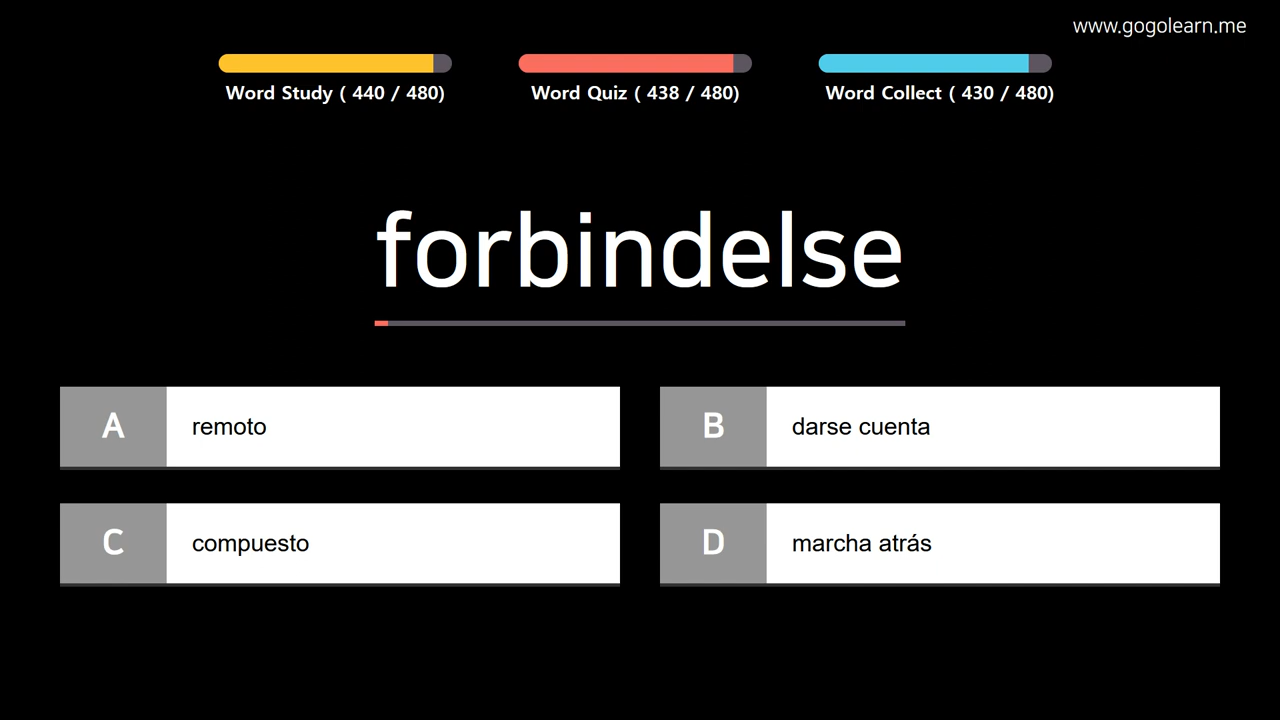 www.gogolearn.me
Word Study ( 440 / 480)
Word Quiz ( 438 / 480)
Word Collect ( 430 / 480)
forbindelse
A
remoto
B
darse cuenta
C
compuesto
D
marcha atrás